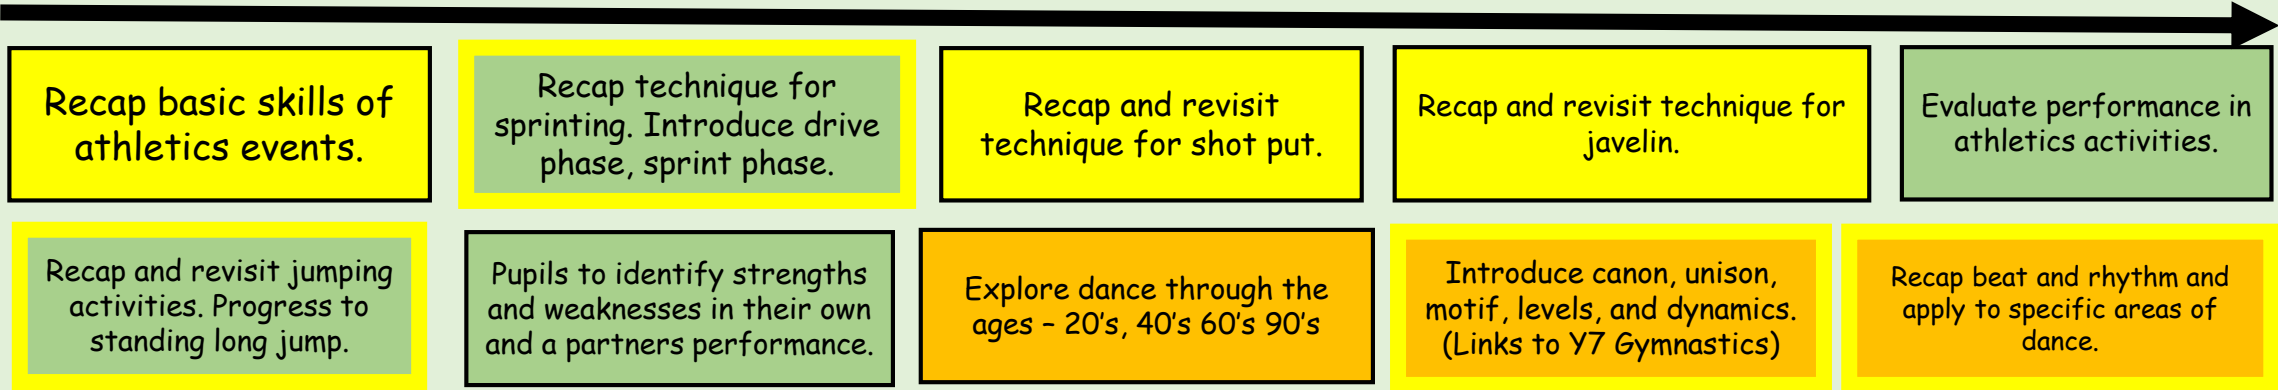 Recap basic skills of
athletics events.
Recap technique for
sprinting. Introduce drive
phase, sprint phase.
Recap and revisit
technique for shot put.
Recap and revisit technique for
javelin.
Evaluate performance in
athletics activities.
Recap and revisit jumping
activities. Progress to
standing long jump.
Pupils to identify strengths
and weaknesses in their own
and a partners performance.
Explore dance through the
ages – 20's, 40's 60's 90's
Introduce canon, unison,
motif, levels, and dynamics.
(Links to Y7 Gymnastics)
Recap beat and rhythm and
apply to specific areas of
dance.